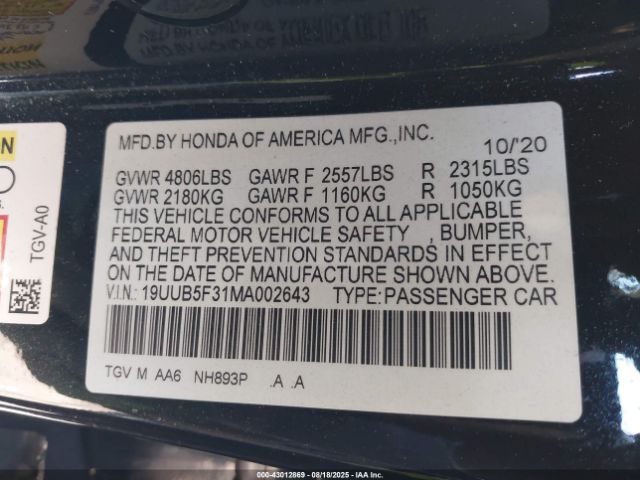 MFD.BY HONDA OF AMERICA MFG.,INC. 10/'20
GVWR 4806LBS GAWR F 2557LBS R 2315LBS
GVWR 2180KG GAWR F 1160KG R 1050KG
THIS VEHICLE CONFORMS TO ALL APPLICABLE
FEDERAL MOTOR VEHICLE SAFETY , BUMPER,
AND THEFT PREVENTION STANDARDS IN EFFECT
ON THE DATE OF MANUFACTURE SHOWN ABOVE.
V.I.N.: 19UUB5F31MA002643 TYPE:PASSENGER CAR
TGV M AA6 NH893P .A .A
TGV-A0
000-43012869 - 08/18/2025 - IAA Inc.